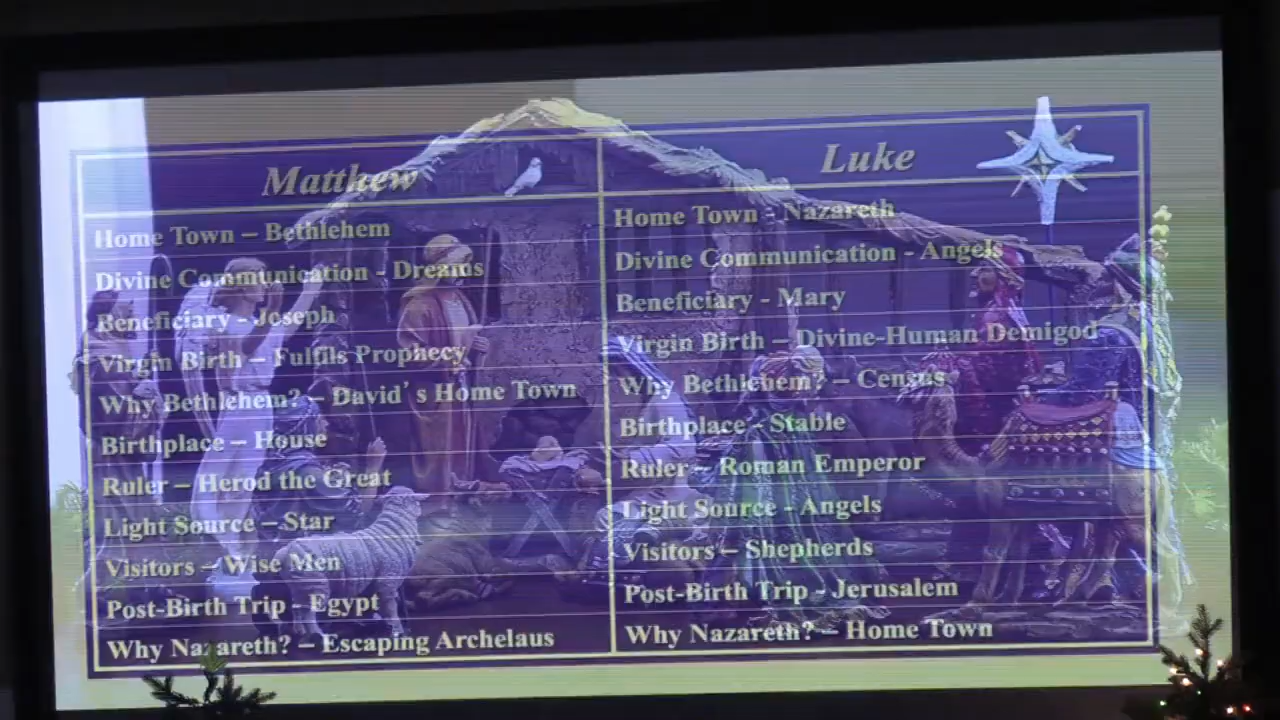 Matthew
Luke
Home Town – Bethlehem
Home Town - Nazareth
Divine Communication - Dreams
Divine Communication - Angels
Beneficiary - Joseph
Beneficiary - Mary
Virgin Birth – Fulfils Prophecy
Virgin Birth – Divine-Human Demigod
Why Bethlehem? – David's Home Town
Why Bethlehem? – Census
Birthplace – House
Birthplace - Stable
Ruler – Herod the Great
Ruler – Roman Emperor
Light Source – Star
Light Source - Angels
Visitors – Wise Men
Visitors – Shepherds
Post-Birth Trip - Egypt
Post-Birth Trip - Jerusalem
Why Nazareth? – Escaping Archelaus
Why Nazareth? – Home Town